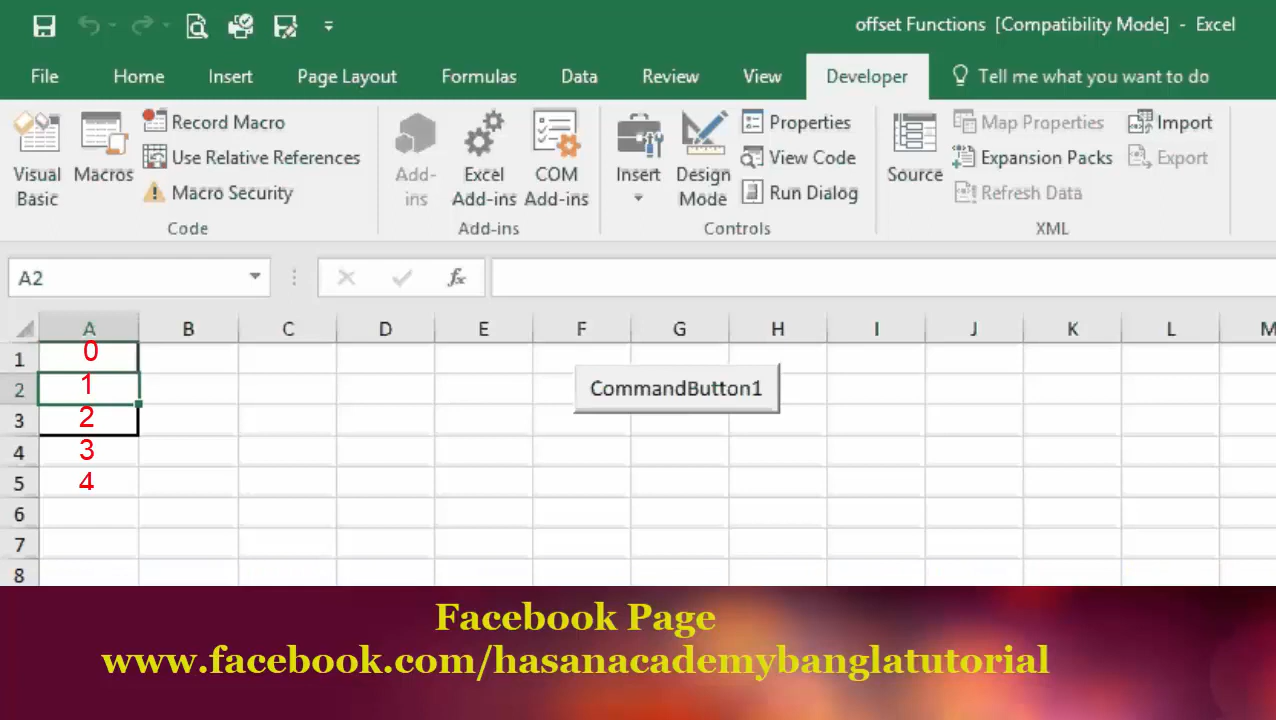 offset Functions [Compatibility Mode] - Excel
File Home Insert Page Layout Formulas Data Review View Developer Tell me what you want to do
Visual Basic
Macros
Record Macro
Use Relative References
Macro Security
Code
Add-ins
Excel Add-ins
COM Add-ins
Add-ins
Insert
Design Mode
Properties
View Code
Run Dialog
Controls
Source
Map Properties
Expansion Packs
Refresh Data
Import
Export
XML
A2 fx
A B C D E F G H I J K L M
1 0
CommandButton1
2 1
3 2
4 3
5 4
6
7
8
Facebook Page
www.facebook.com/hasanacademybanglatutorial